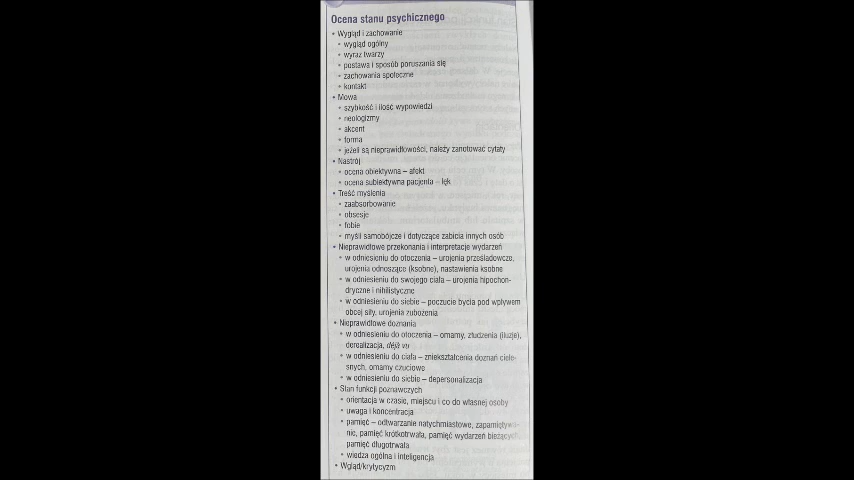 Ocena stanu psychicznego
• Wygląd i zachowanie
• wygląd ogólny
• wyraz twarzy
• postawa i sposób poruszania się
• zachowania społeczne
• kontakt
• Mowa
• szybkość i ilość wypowiedzi
• neologizmy
• akcent
• forma
• jeżeli są nieprawidłowości, należy zanotować cytaty
• Nastrój
• ocena obiektywna – afekt
• ocena subiektywna pacjenta – lęk
• Treść myślenia
• zaabsorbowanie
• obsesje
• fobie
• myśli samobójcze i dotyczące zabicia innych osób
• Nieprawidłowe przekonania i interpretacje wydarzeń
• w odniesieniu do otoczenia – urojenia prześladowcze,
urojenia odnoszące (ksobne), nastawienia ksobne
• w odniesieniu do swojego ciała – urojenia hipochon-
dryczne i nihilistyczne
• w odniesieniu do siebie – poczucie bycia pod wpływem
obcej siły, urojenia zubożenia
• Nieprawidłowe doznania
• w odniesieniu do otoczenia – omamy, złudzenia (iluzje),
derealizacja, déjà vu
• w odniesieniu do ciała – zniekształcenie doznań ciele-
snych, omamy czuciowe
• w odniesieniu do siebie – depersonalizacja
• Stan funkcji poznawczych
• orientacja w czasie, miejscu i co do własnej osoby
• uwaga i koncentracja
• pamięć – odtwarzanie natychmiastowe, zapamiętywa-
nie, pamięć krótkotrwała, pamięć wydarzeń bieżących,
pamięć długotrwała
• wiedza ogólna i inteligencja
• Wgląd/krytycyzm